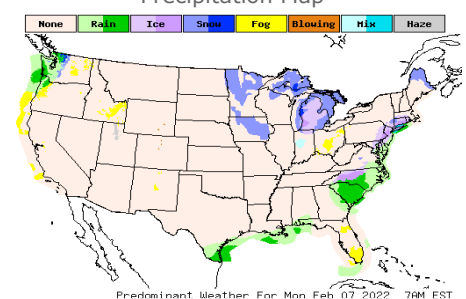 Precipitation Map
None Rain Ice Snow Fog Blowing Mix Haze
Predominant Weather For Mon Feb 07 2022 7AM EST